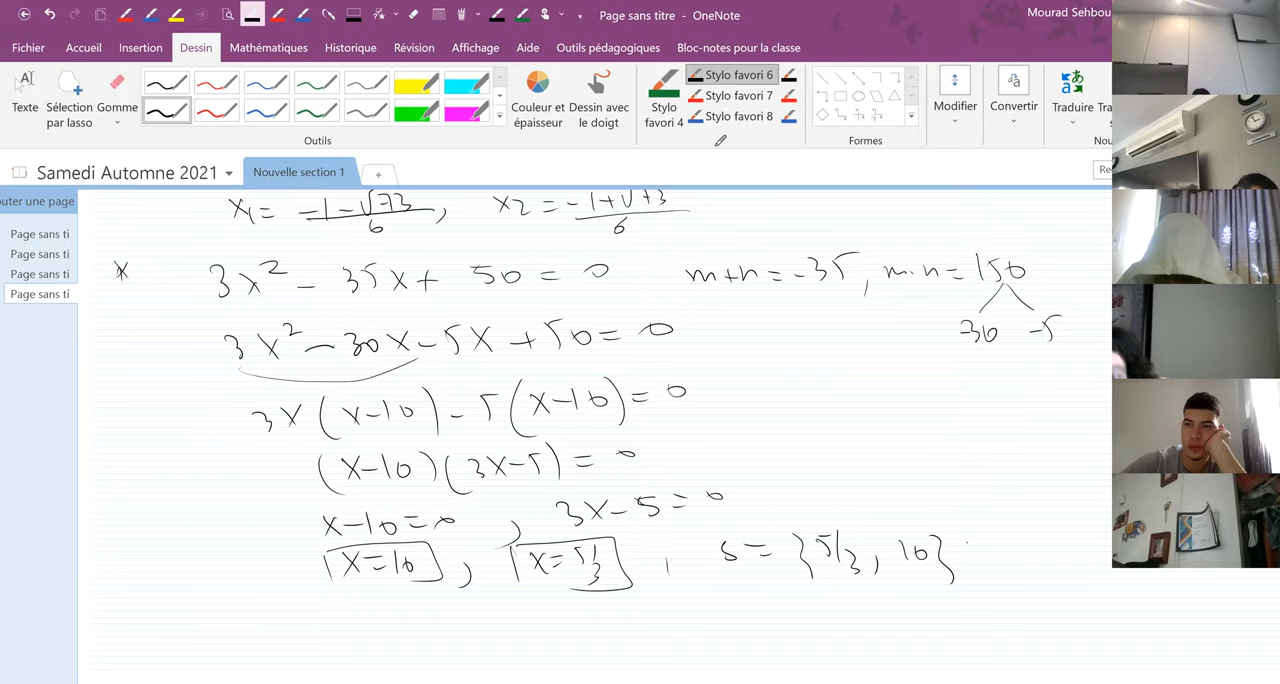 Page sans titre - OneNote
Mourad Sehbou
Fichier Accueil Insertion Dessin Mathématiques Historique Révision Affichage Aide Outils pédagogiques Bloc-notes pour la classe
Texte Sélection par lasso Gomme
Couleur et épaisseur Dessin avec le doigt
Stylo favori 4
Stylo favori 6
Stylo favori 7
Stylo favori 8
Modifier Convertir Traduire
Outils Formes
Samedi Automne 2021 Nouvelle section 1 +
outer une page
Page sans ti
Page sans ti
Page sans ti
Page sans ti
x₁ = (-1-√73)/6, x₂ = (-1+√73)/6
* 3x² - 35x + 50 = 0 m+n = -35, m·n = 150
-30 -5
3x² - 30x - 5x + 50 = 0
3x(x-10) - 5(x-10) = 0
(x-10)(3x-5) = 0
x-10=0, 3x-5=0
x=10, x=5/3, S = {5/3, 10}